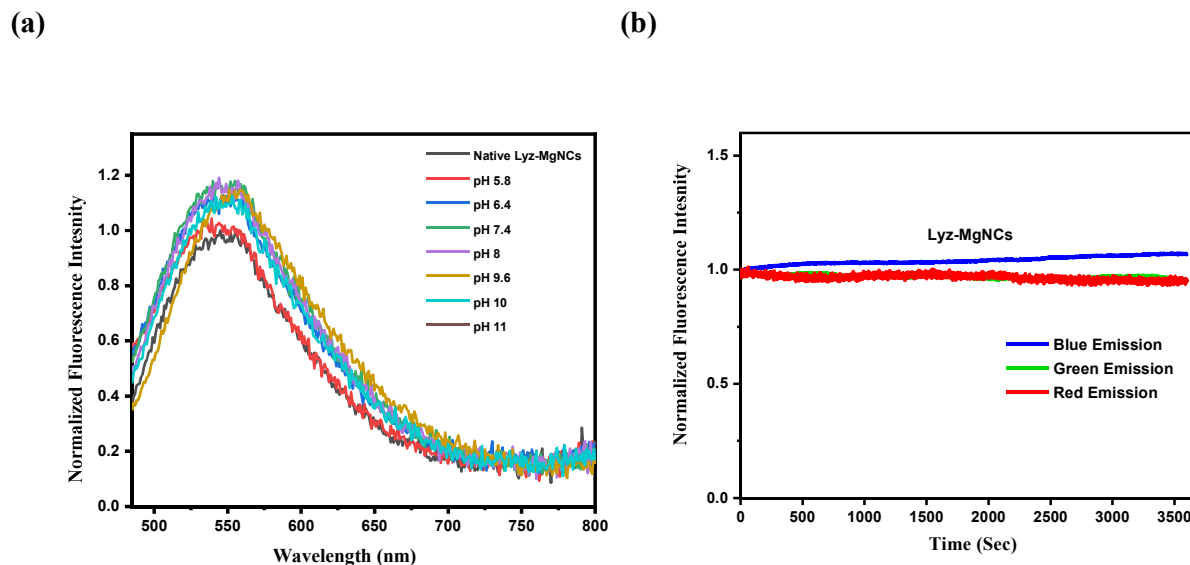 (a)
(b)
Normalized Fluorescence Intesnity
1.2
1.0
0.8
0.6
0.4
0.2
0.0
Native Lyz-MgNCs
pH 5.8
pH 6.4
pH 7.4
pH 8
pH 9.6
pH 10
pH 11
500 550 600 650 700 750 800
Wavelength (nm)
Normalized Fluorescence Intesnity
1.5
1.0
0.5
0.0
Lyz-MgNCs
Blue Emission
Green Emission
Red Emission
0 500 1000 1500 2000 2500 3000 3500
Time (Sec)